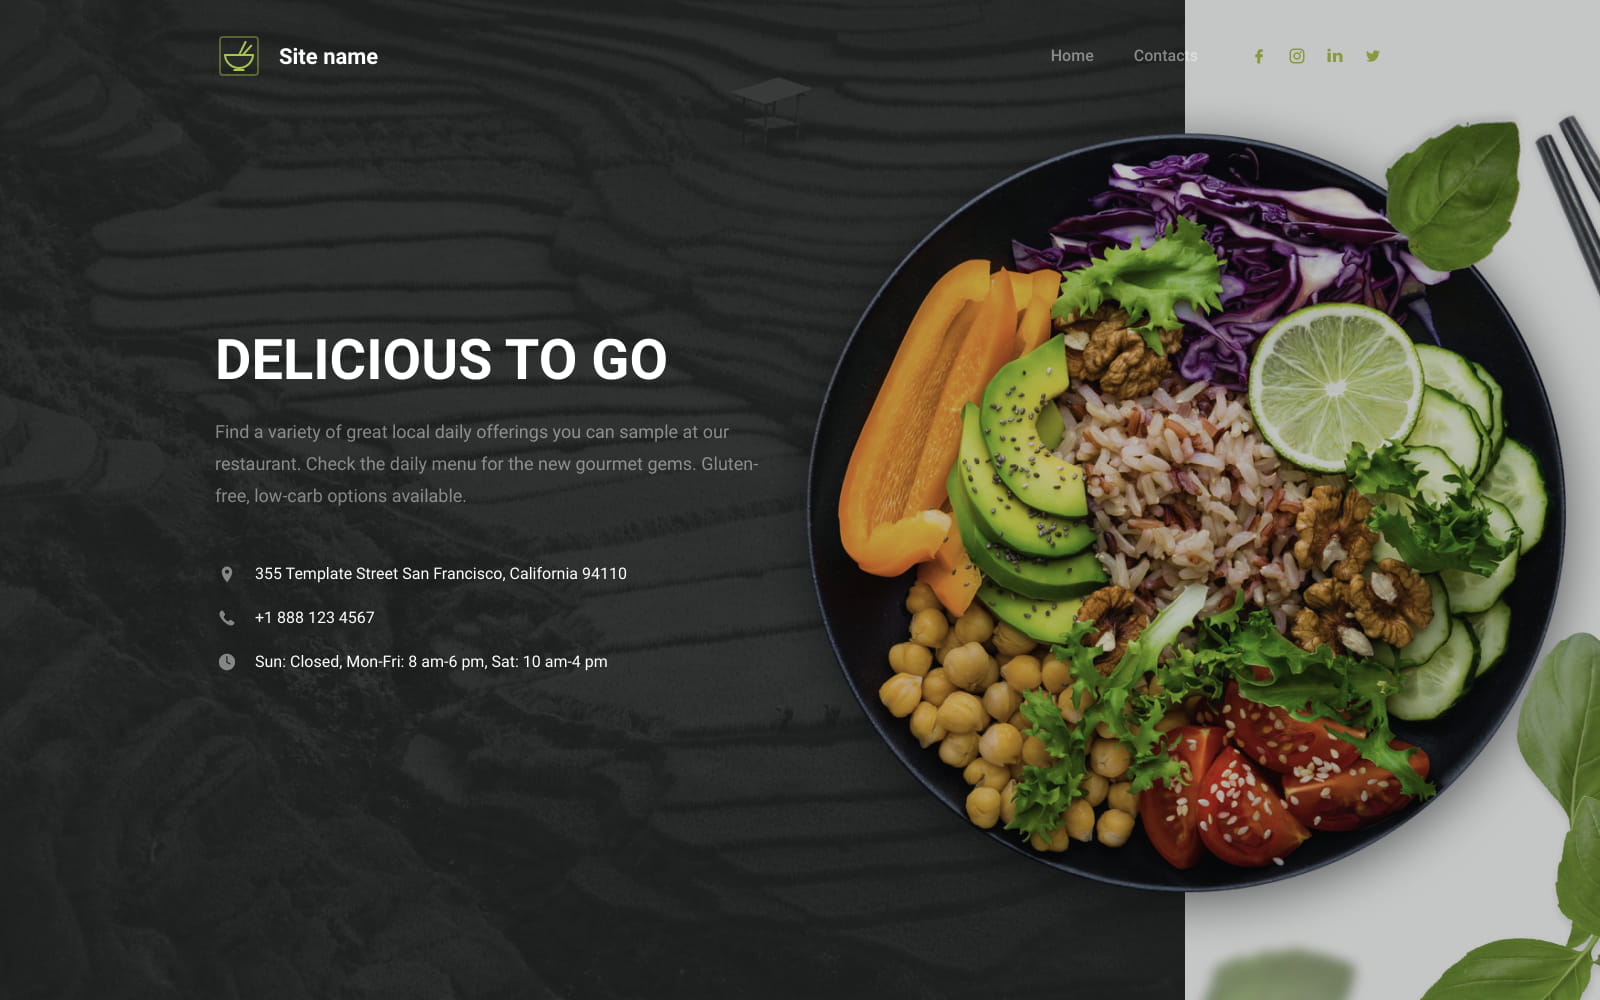 Site name
Home
Contacts
DELICIOUS TO GO
Find a variety of great local daily offerings you can sample at our
restaurant. Check the daily menu for the new gourmet gems. Gluten-
free, low-carb options available.
355 Template Street San Francisco, California 94110
+1 888 123 4567
Sun: Closed, Mon-Fri: 8 am-6 pm, Sat: 10 am-4 pm